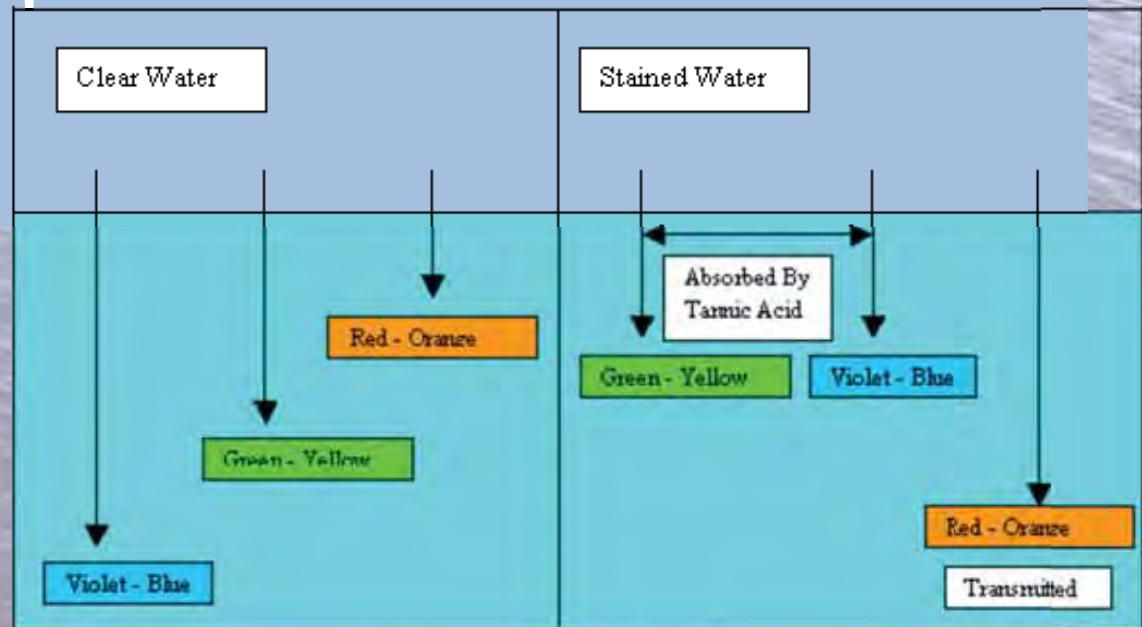 Clear Water
Stained Water
Absorbed By
Tannic Acid
Red - Orange
Green - Yellow
Violet - Blue
Green - Yellow
Red - Orange
Violet - Blue
Transmitted